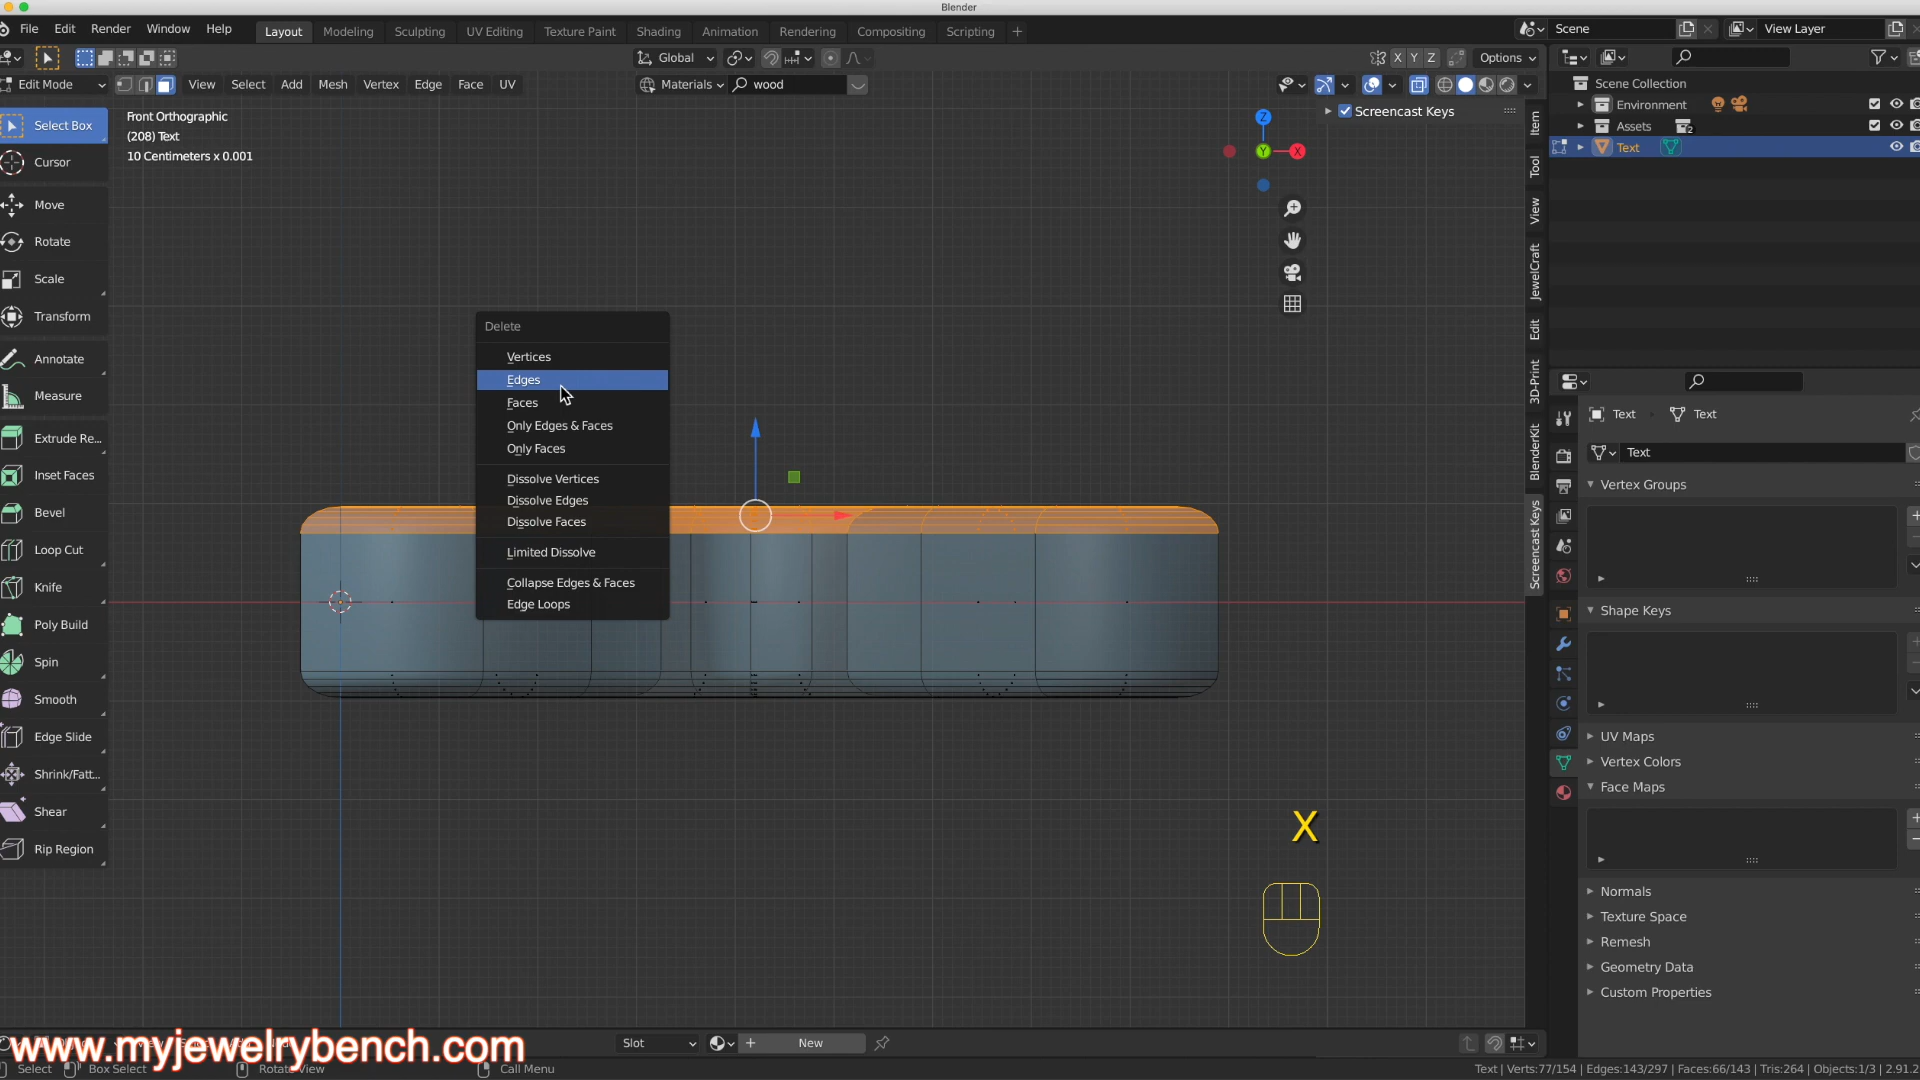 Blender
File Edit Render Window Help Layout Modeling Sculpting UV Editing Texture Paint Shading Animation Rendering Compositing Scripting + Scene View Layer
Global X Y Z Options
Edit Mode View Select Add Mesh Vertex Edge Face UV Materials wood
Front Orthographic
(208) Text
10 Centimeters x 0.001
Screencast Keys
Z
Y
X
Select Box
Cursor
Move
Rotate
Scale
Transform
Annotate
Measure
Extrude Re...
Inset Faces
Bevel
Loop Cut
Knife
Poly Build
Spin
Smooth
Edge Slide
Shrink/Fatt...
Shear
Rip Region
Delete
Vertices
Edges
Faces
Only Edges & Faces
Only Faces
Dissolve Vertices
Dissolve Edges
Dissolve Faces
Limited Dissolve
Collapse Edges & Faces
Edge Loops
X
Item
Tool
View
JewelCraft
Edit
3D-Print
BlenderKit
Screencast Keys
Scene Collection
Environment
Assets 2
Text
Text Text
Text
Vertex Groups
Shape Keys
UV Maps
Vertex Colors
Face Maps
Normals
Texture Space
Remesh
Geometry Data
Custom Properties
Slot + New
www.myjewelrybench.com
Select Box Select Rotate View Call Menu Text | Verts:77/154 | Edges:143/297 | Faces:66/143 | Tris:264 | Objects:1/3 | 2.91.2